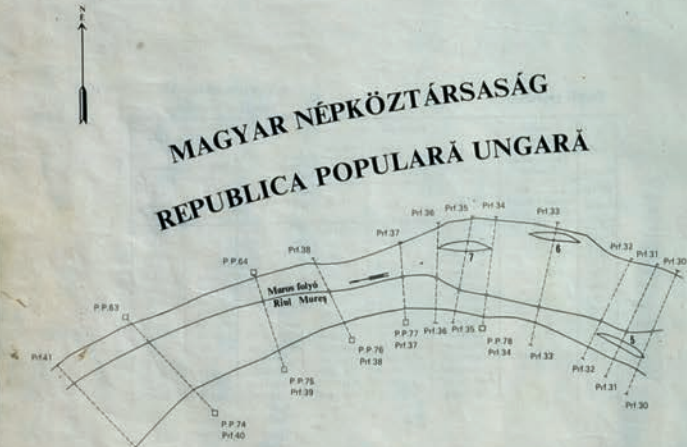 N
MAGYAR NÉPKÖZTÁRSASÁG
REPUBLICA POPULARĂ UNGARĂ
Prf.36
Prf.35
Prf.34
Prf.33
Prf.37
Prf.32
Prf.31
Prf.30
Prf.38
P.P.64
7
6
Maros folyó
Rîul Mureș
P.P.63
5
P.P.77
Prf.37
Prf.36
Prf.35
P.P.78
Prf.34
Prf.33
P.P.76
Prf.38
Prf.41
Prf.32
Prf.31
Prf.30
P.P.75
Prf.39
P.P.74
Prf.40